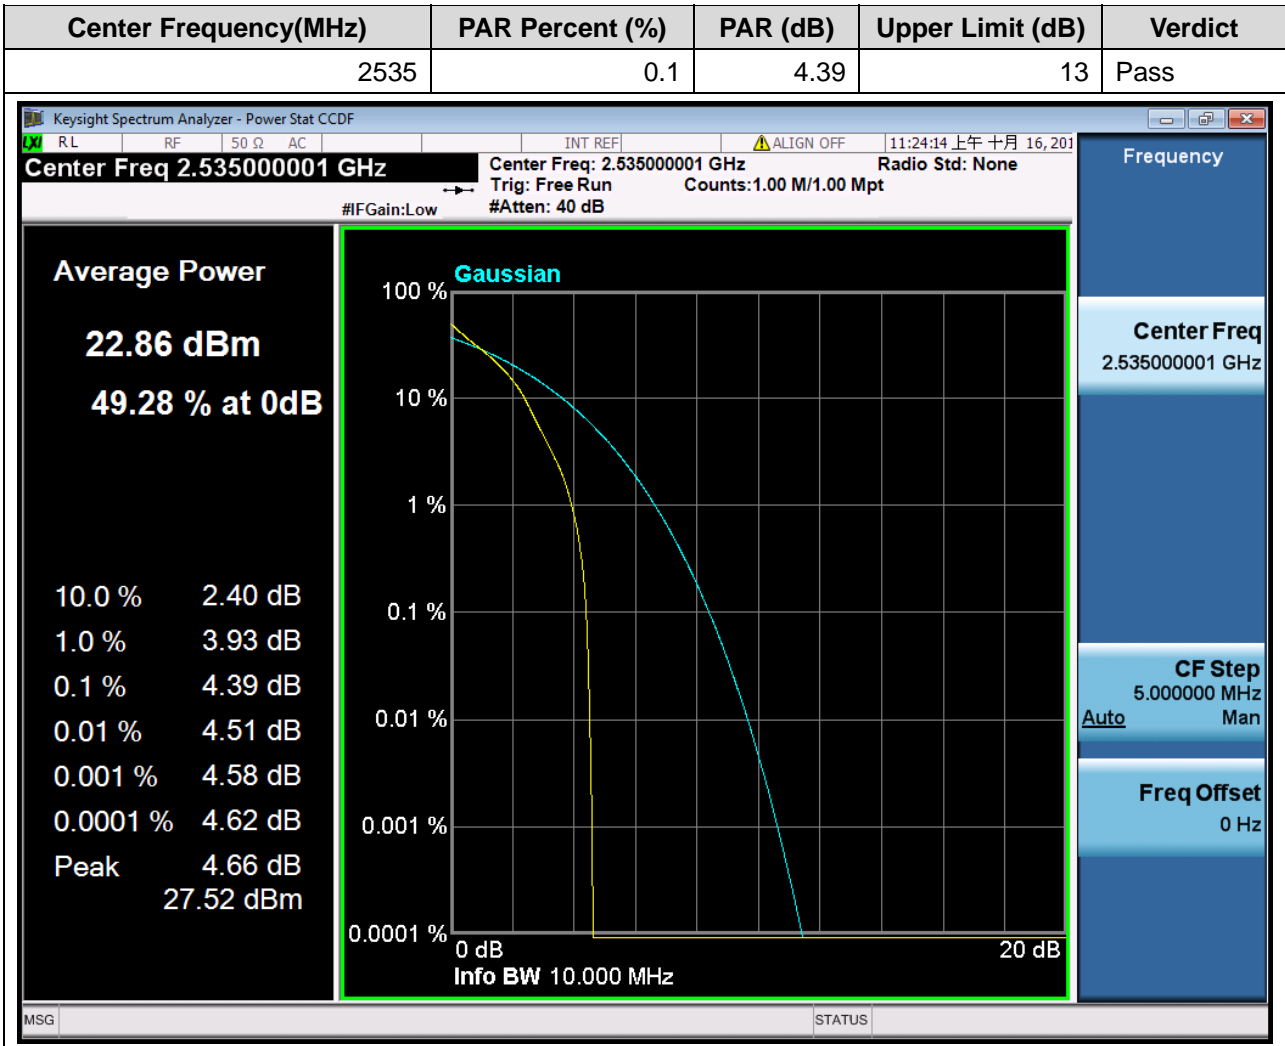 Center Frequency(MHz) PAR Percent (%) PAR (dB) Upper Limit (dB) Verdict
2535 0.1 4.39 13 Pass
Keysight Spectrum Analyzer - Power Stat CCDF
LXI RL RF 50 Ω AC INT REF ALIGN OFF 11:24:14 上午 十月 16, 201
Center Freq 2.535000001 GHz
Center Freq: 2.535000001 GHz Radio Std: None
Trig: Free Run Counts:1.00 M/1.00 Mpt
#IFGain:Low #Atten: 40 dB
Average Power
22.86 dBm
49.28 % at 0dB
10.0 % 2.40 dB
1.0 % 3.93 dB
0.1 % 4.39 dB
0.01 % 4.51 dB
0.001 % 4.58 dB
0.0001 % 4.62 dB
Peak 4.66 dB
27.52 dBm
Gaussian
100 %
10 %
1 %
0.1 %
0.01 %
0.001 %
0.0001 %
0 dB 20 dB
Info BW 10.000 MHz
Frequency
Center Freq
2.535000001 GHz
CF Step
5.000000 MHz
Auto Man
Freq Offset
0 Hz
MSG STATUS